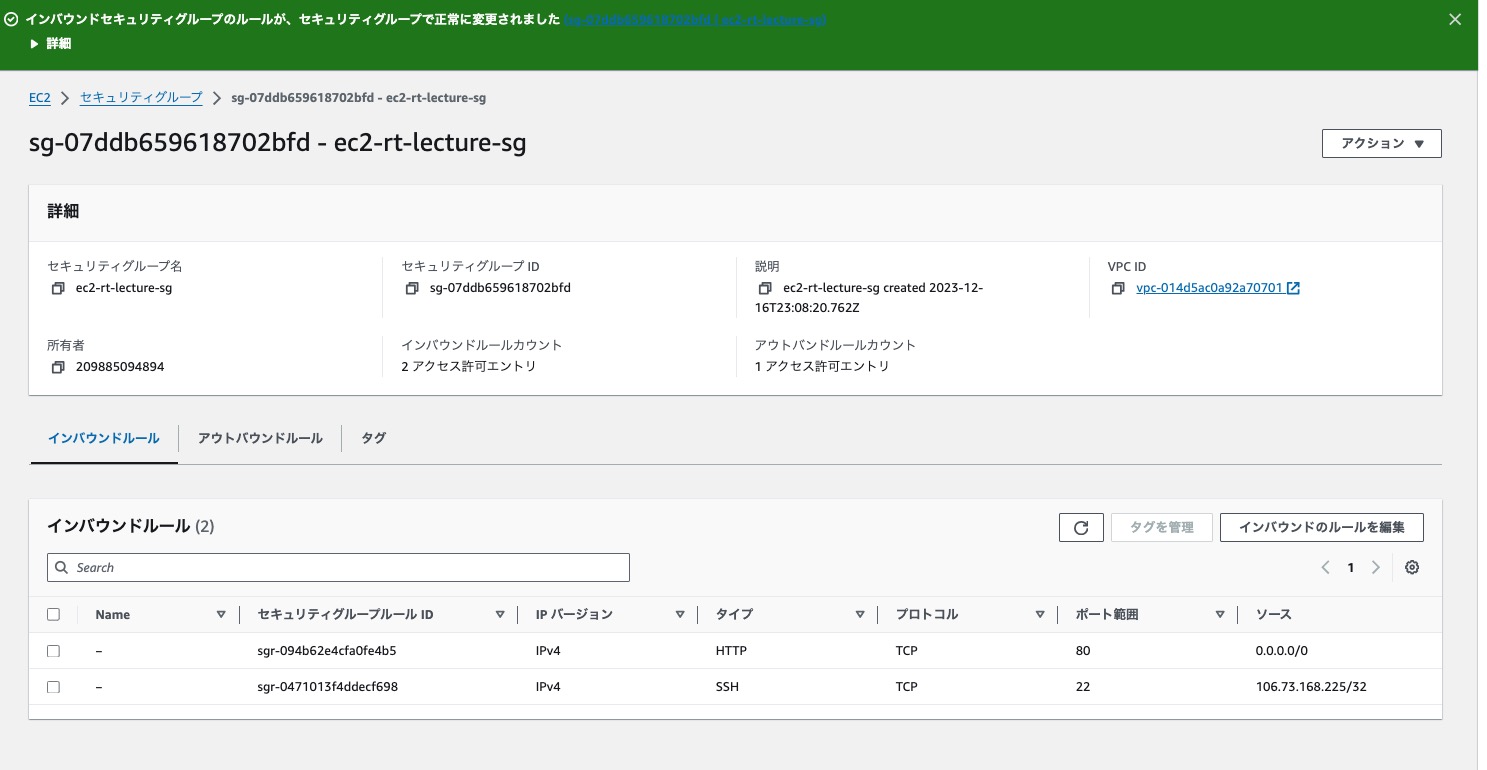 インバウンドセキュリティグループのルールが、セキュリティグループで正常に変更されました (sg-07ddb659618702bfd | ec2-rt-lecture-sg)
詳細
EC2 セキュリティグループ sg-07ddb659618702bfd - ec2-rt-lecture-sg
sg-07ddb659618702bfd - ec2-rt-lecture-sg
アクション
詳細
セキュリティグループ名 セキュリティグループ ID 説明 VPC ID
ec2-rt-lecture-sg sg-07ddb659618702bfd ec2-rt-lecture-sg created 2023-12- vpc-014d5ac0a92a70701
16T23:08:20.762Z
所有者 インバウンドルールカウント アウトバンドルールカウント
209885094894 2 アクセス許可エントリ 1 アクセス許可エントリ
インバウンドルール アウトバウンドルール タグ
インバウンドルール (2) タグを管理 インバウンドのルールを編集
Search 1
Name セキュリティグループルール ID IP バージョン タイプ プロトコル ポート範囲 ソース
– sgr-094b62e4cfa0fe4b5 IPv4 HTTP TCP 80 0.0.0.0/0
– sgr-0471013f4ddecf698 IPv4 SSH TCP 22 106.73.168.225/32